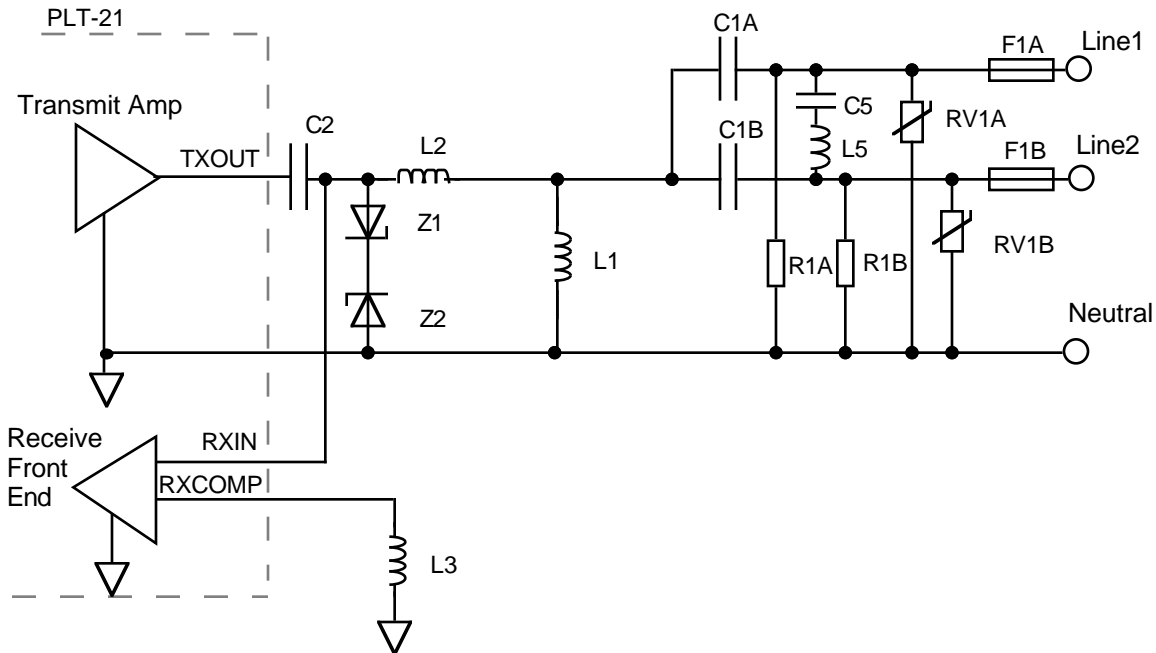 PLT-21
Transmit Amp
TXOUT
C2
L2
Z1
Z2
L1
C1A
C1B
C5
L5
R1A
R1B
RV1A
RV1B
F1A
F1B
Line1
Line2
Neutral
Receive
Front
End
RXIN
RXCOMP
L3